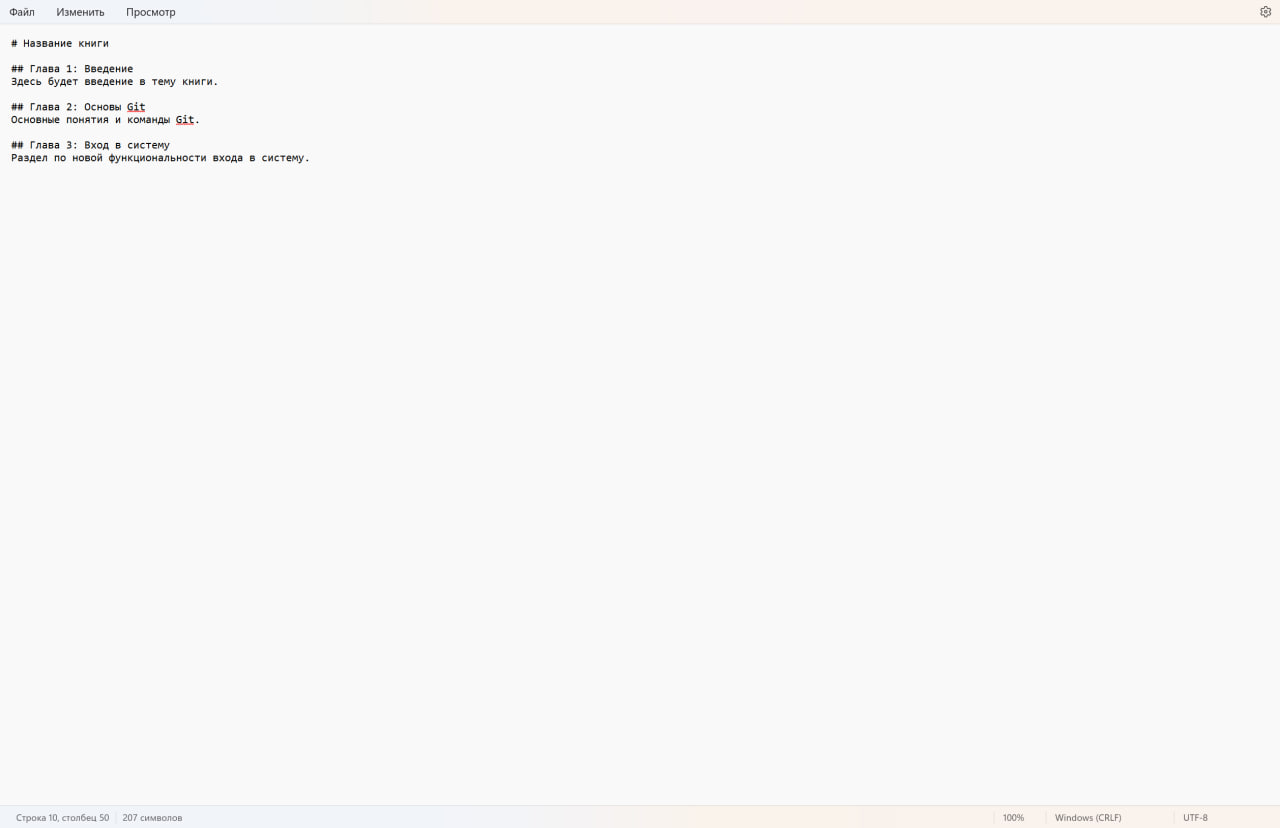 Файл Изменить Просмотр
# Название книги
## Глава 1: Введение
Здесь будет введение в тему книги.
## Глава 2: Основы Git
Основные понятия и команды Git.
## Глава 3: Вход в систему
Раздел по новой функциональности входа в систему.
Строка 10, столбец 50 207 символов 100% Windows (CRLF) UTF-8